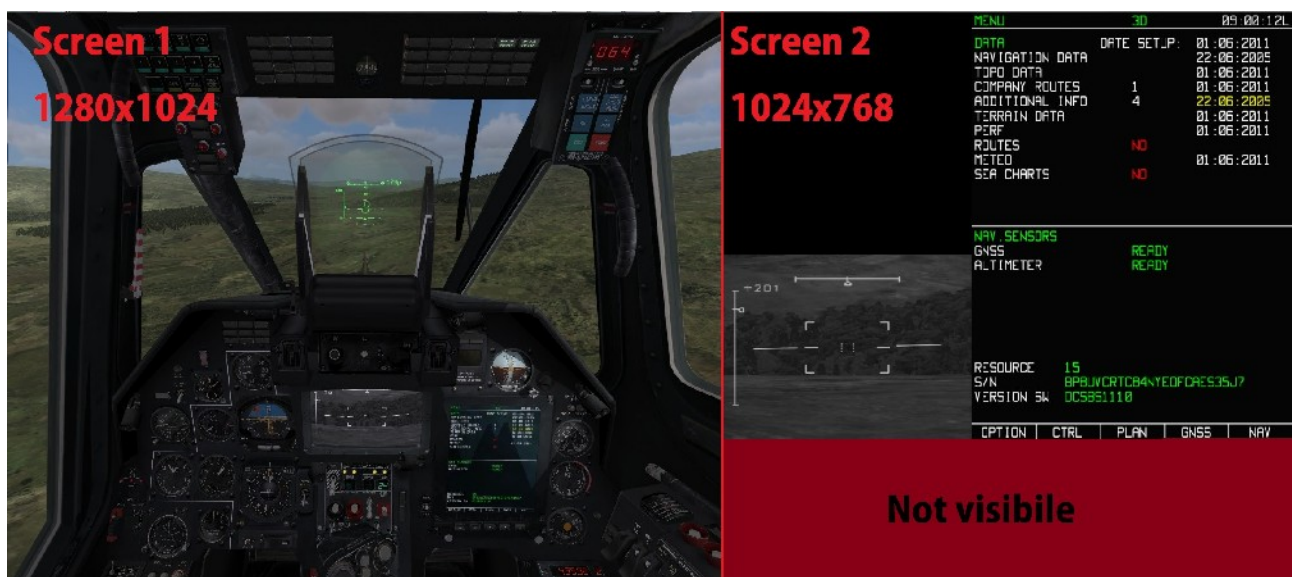 Screen 1
1280x1024
064
Screen 2
1024x768
MENU 3D 09:00:12L
DATA DATE SETUP: 01:06:2011
NAVIGATION DATA 22:06:2005
TOPO DATA 01:06:2011
COMPANY ROUTES 1 01:06:2011
ADDITIONAL INFO 4 22:06:2005
TERRAIN DATA 01:06:2011
PERF 01:06:2011
ROUTES NO
METEO 01:06:2011
SEA CHARTS NO
NAV.SENSORS
GNSS READY
ALTIMETER READY
201
RESOURCE 15
S/N
VERSION SW
OPTION CTRL PLAN GNSS NAV
Not visibile